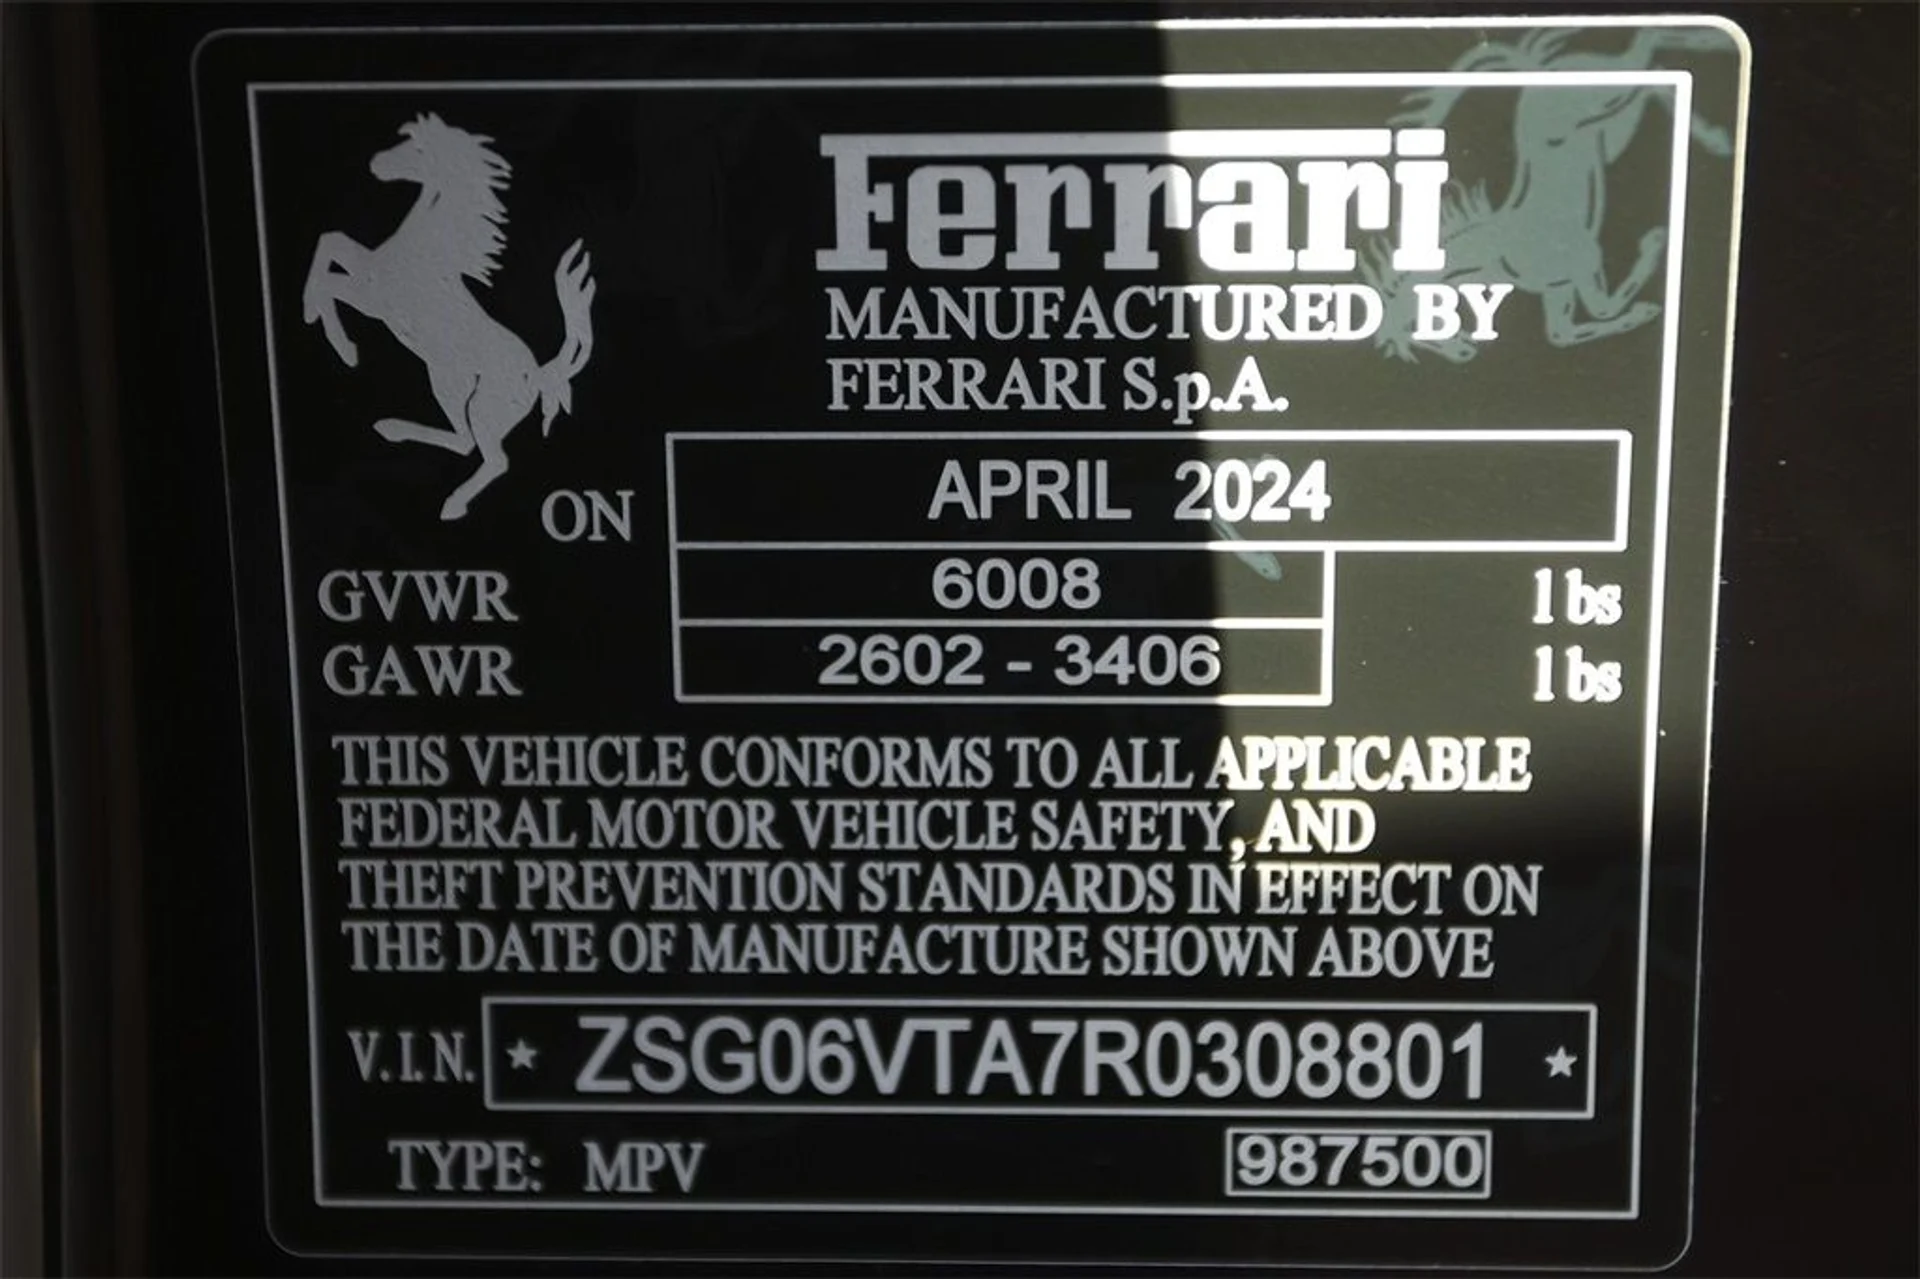 Ferrari
MANUFACTURED BY
FERRARI S.p.A.
ON APRIL 2024
GVWR 6008 lbs
GAWR 2602 - 3406 lbs
THIS VEHICLE CONFORMS TO ALL APPLICABLE
FEDERAL MOTOR VEHICLE SAFETY, AND
THEFT PREVENTION STANDARDS IN EFFECT ON
THE DATE OF MANUFACTURE SHOWN ABOVE
V.I.N. ★ ZSG06VTA7R0308801 ★
TYPE: MPV 987500